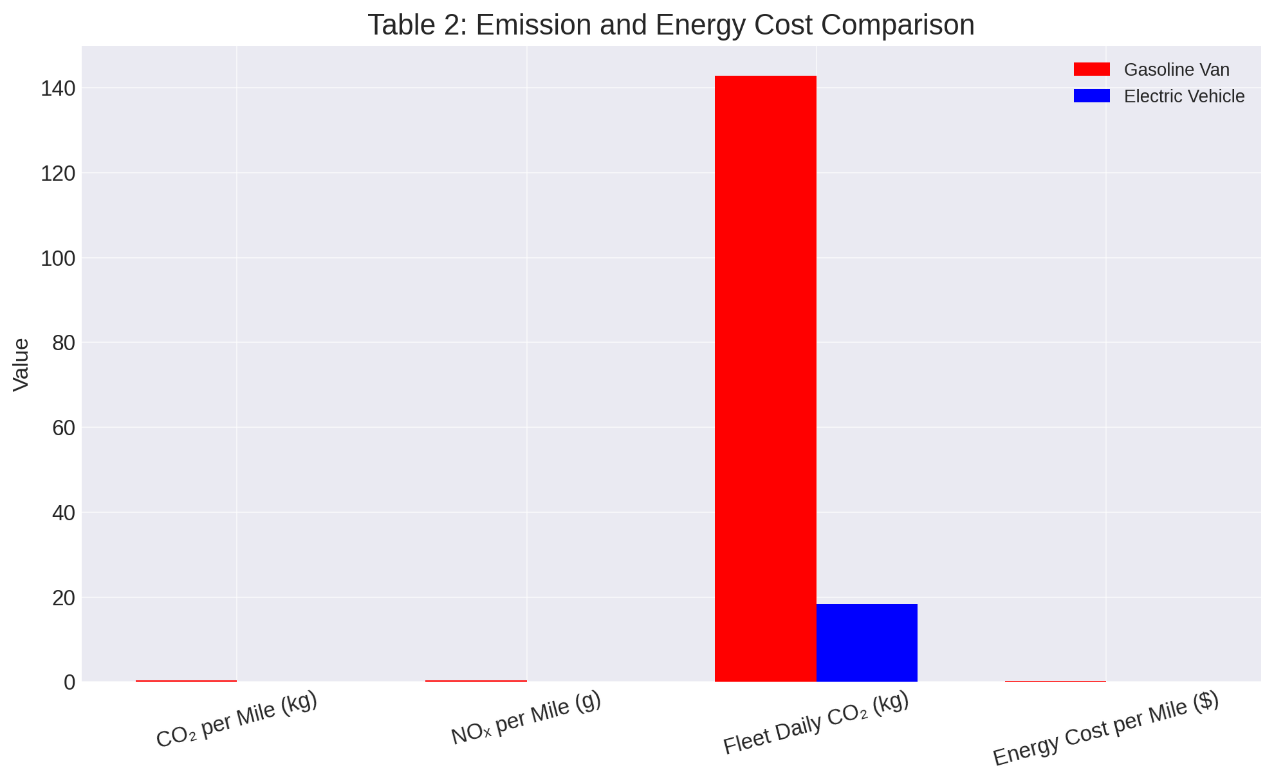 Table 2: Emission and Energy Cost Comparison
Gasoline Van
Electric Vehicle
Value
140
120
100
80
60
40
20
0
CO₂ per Mile (kg)
NOₓ per Mile (g)
Fleet Daily CO₂ (kg)
Energy Cost per Mile ($)